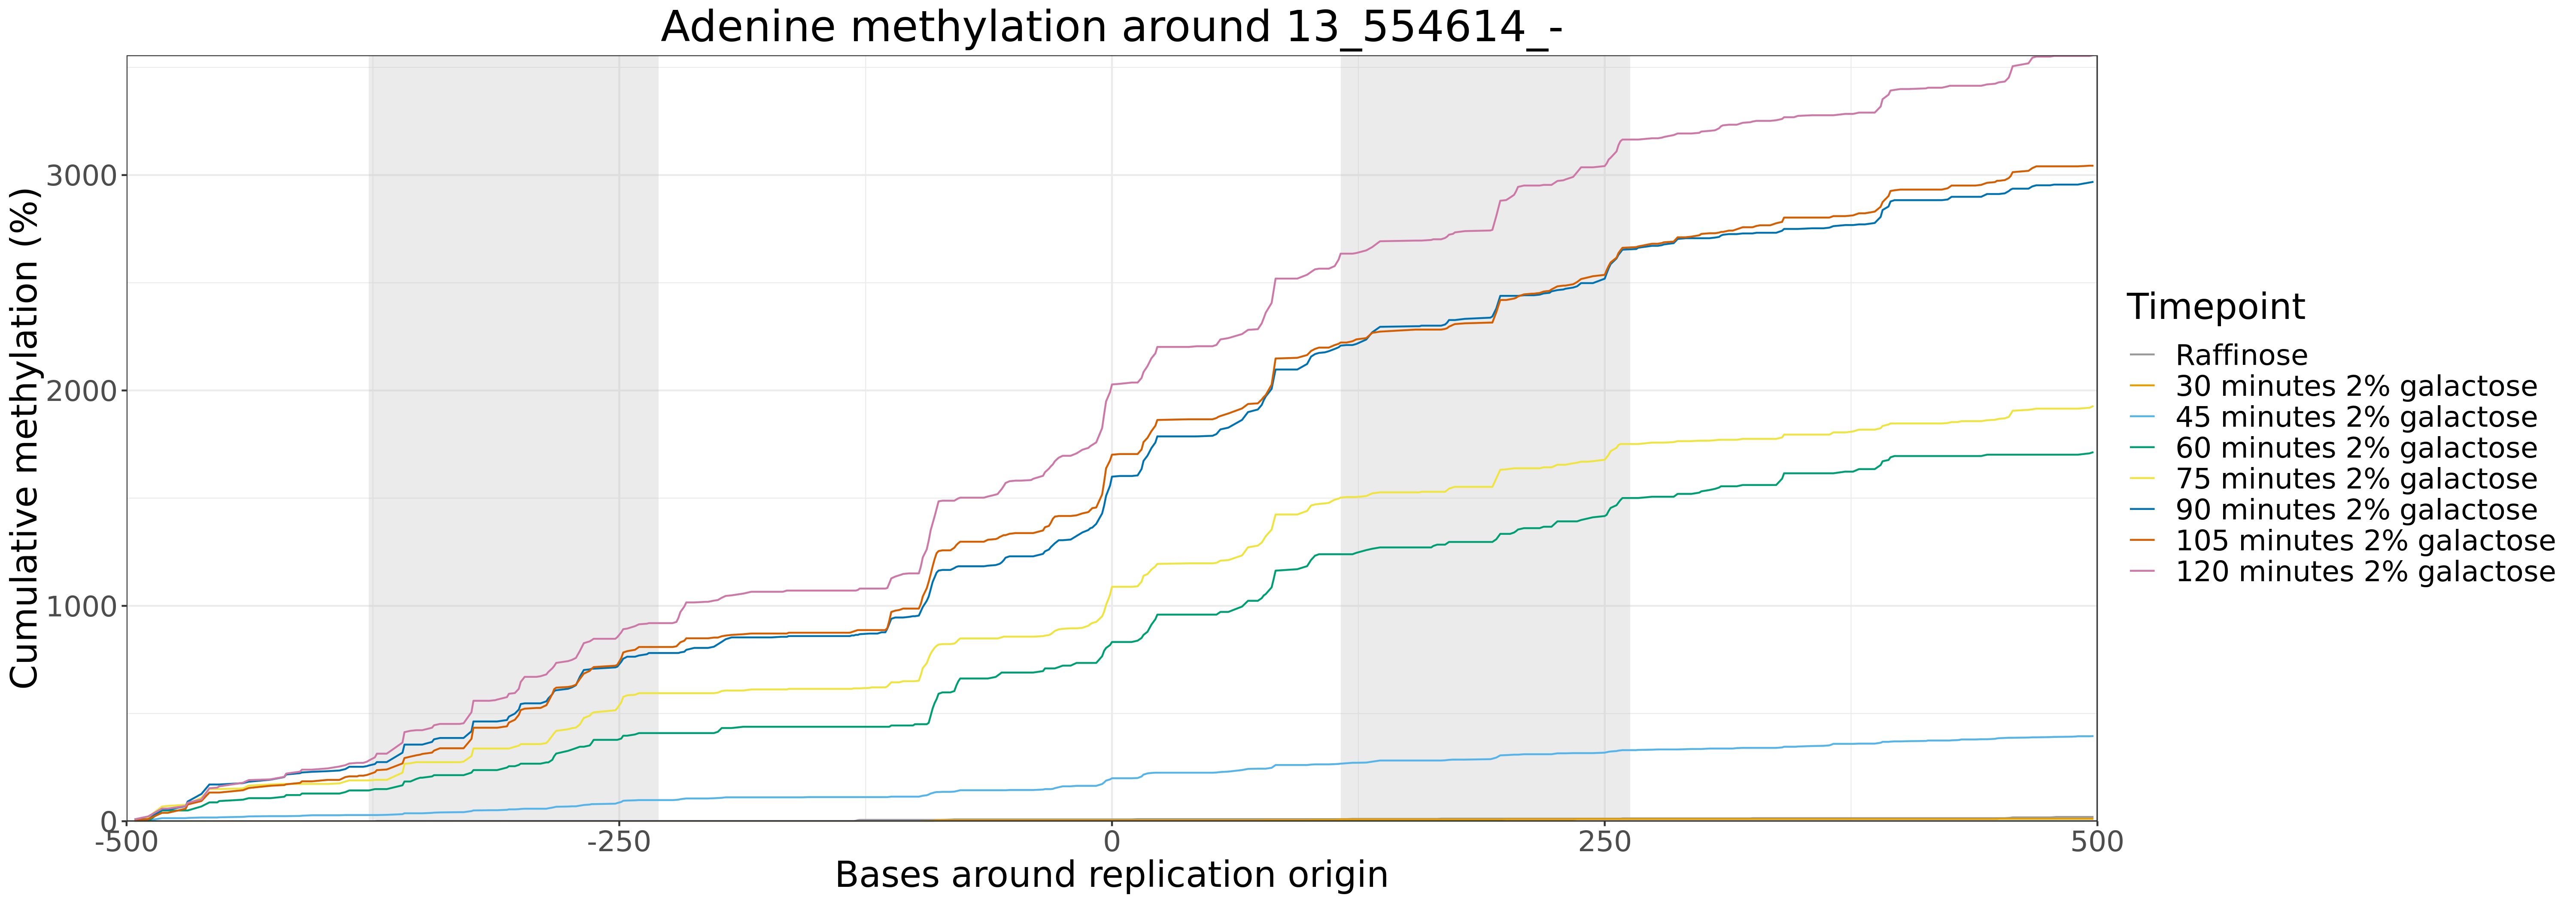 Adenine methylation around 13_554614_-
Cumulative methylation (%)
3000
2000
1000
0
-500
-250
0
250
500
Bases around replication origin
Timepoint
Raffinose
30 minutes 2% galactose
45 minutes 2% galactose
60 minutes 2% galactose
75 minutes 2% galactose
90 minutes 2% galactose
105 minutes 2% galactose
120 minutes 2% galactose